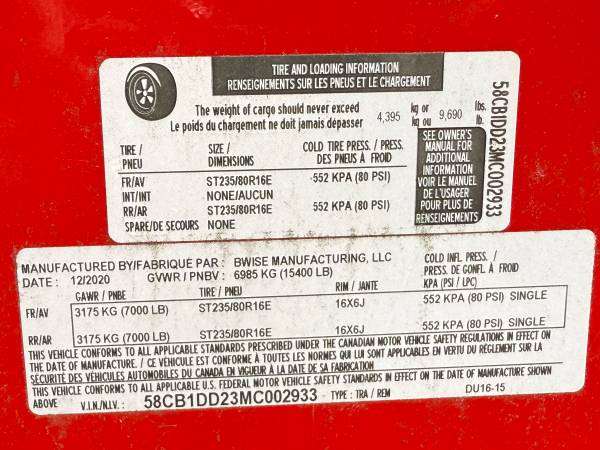 TIRE AND LOADING INFORMATION
RENSEIGNEMENTS SUR LES PNEUS ET LE CHARGEMENT
The weight of cargo should never exceed 4,395 kg or 9,690 lbs.
Le poids du chargement ne doit jamais dépasser kg ou lb.
TIRE / SIZE / COLD TIRE PRESS. / PRESS.
PNEU DIMENSIONS DES PNEUS À FROID
FR/AV ST235/80R16E 552 KPA (80 PSI)
INT/INT NONE/AUCUN
RR/AR ST235/80R16E 552 KPA (80 PSI)
SPARE/DE SECOURS NONE
SEE OWNER'S
MANUAL FOR
ADDITIONAL
INFORMATION
VOIR LE MANUEL
DE L'USAGER
POUR PLUS DE
RENSEIGNEMENTS
58CB1DD23MC002933
MANUFACTURED BY/FABRIQUÉ PAR : BWISE MANUFACTURING, LLC
DATE : 12/2020 GVWR / PNBV : 6985 KG (15400 LB)
COLD INFL. PRESS. /
PRESS. DE GONFL. À FROID
GAWR / PNBE TIRE / PNEU RIM / JANTE KPA (PSI / LPC)
FR/AV 3175 KG (7000 LB) ST235/80R16E 16X6J 552 KPA (80 PSI) SINGLE
RR/AR 3175 KG (7000 LB) ST235/80R16E 16X6J 552 KPA (80 PSI) SINGLE
THIS VEHICLE CONFORMS TO ALL APPLICABLE STANDARDS PRESCRIBED UNDER THE CANADIAN MOTOR VEHICLE SAFETY REGULATIONS IN EFFECT ON
THE DATE OF MANUFACTURE. / CE VÉHICULE EST CONFORME À TOUTES LES NORMES QUI LUI SONT APPLICABLES EN VERTU DU RÈGLEMENT SUR LA
SÉCURITÉ DES VÉHICULES AUTOMOBILES DU CANADA EN VIGUEUR À LA DATE DE SA FABRICATION
THIS VEHICLE CONFORMS TO ALL APPLICABLE U.S. FEDERAL MOTOR VEHICLE SAFETY STANDARDS IN EFFECT ON THE DATE OF MANUFACTURE SHOWN
ABOVE V.I.N./N.I.V. : 58CB1DD23MC002933 TYPE : TRA / REM DU16-15